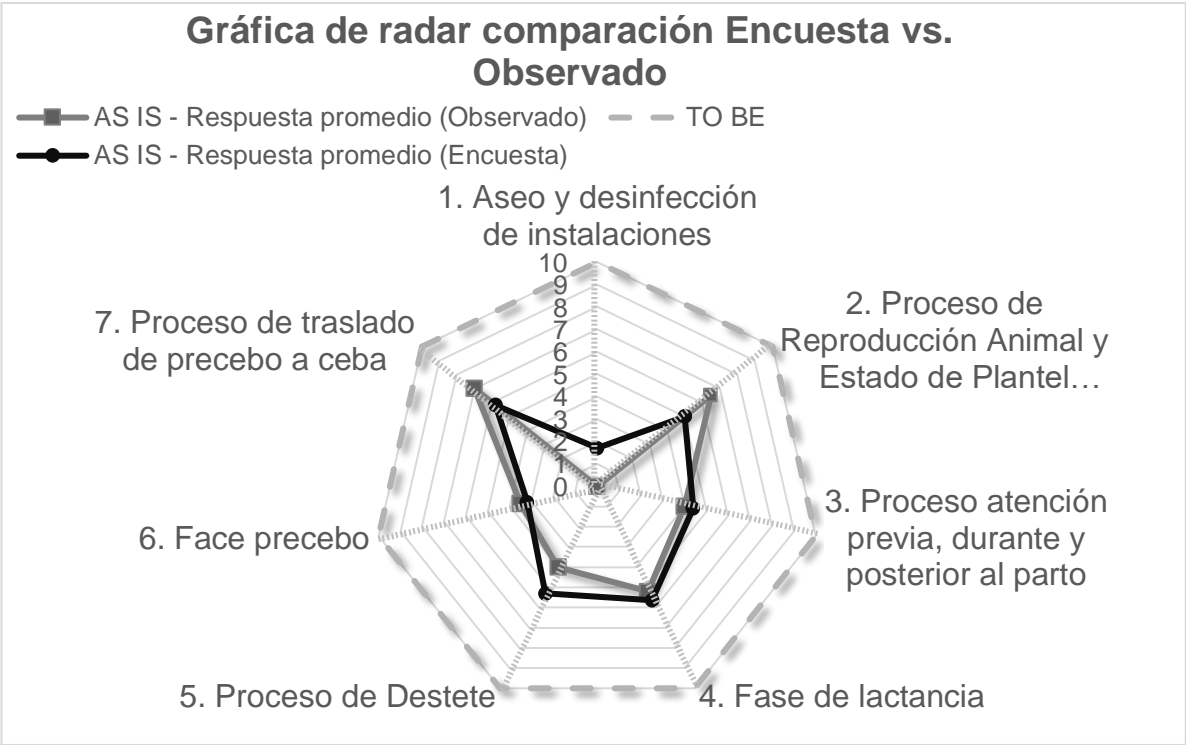 Gráfica de radar comparación Encuesta vs.
Observado
AS IS - Respuesta promedio (Observado)
TO BE
AS IS - Respuesta promedio (Encuesta)
1. Aseo y desinfección
de instalaciones
10
9
8
7
6
5
4
3
2
1
0
2. Proceso de
Reproducción Animal y
Estado de Plantel…
3. Proceso atención
previa, durante y
posterior al parto
4. Fase de lactancia
5. Proceso de Destete
6. Face precebo
7. Proceso de traslado
de precebo a ceba